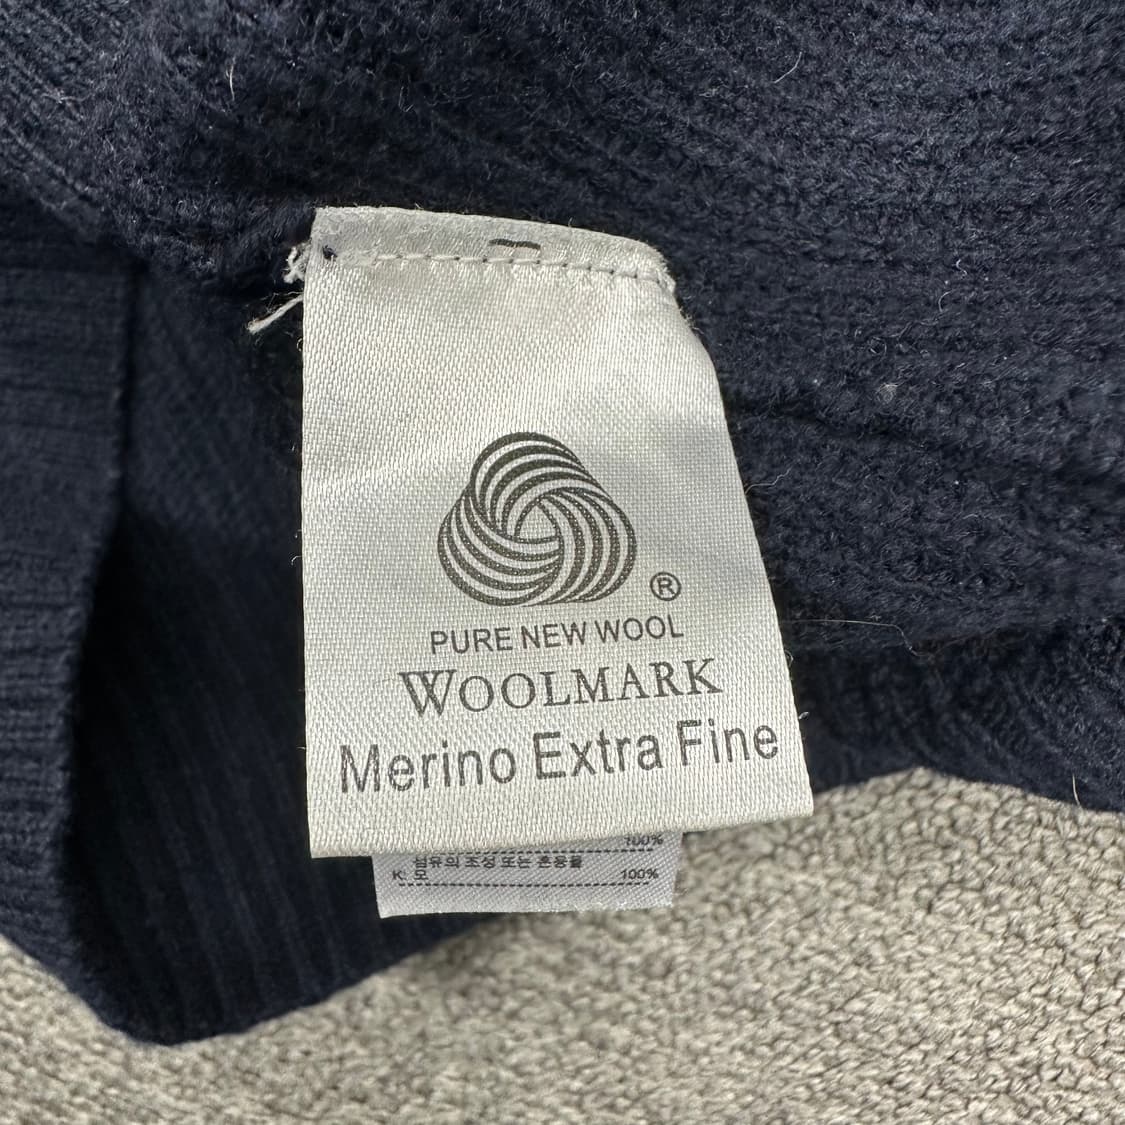 ®
PURE NEW WOOL
WOOLMARK
Merino Extra Fine
100%
섬유의 조성 또는 혼용률
K: 모 100%